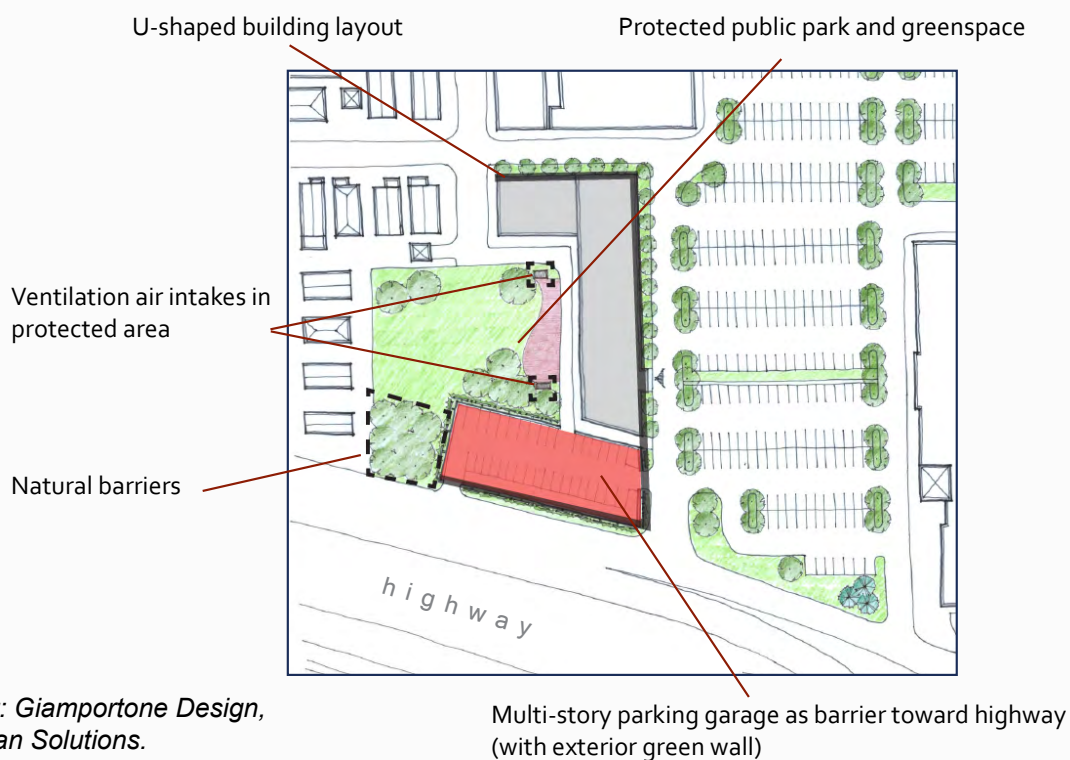 U-shaped building layout
Protected public park and greenspace
Ventilation air intakes in
protected area
Natural barriers
highway
: Giamportone Design,
an Solutions.
Multi-story parking garage as barrier toward highway
(with exterior green wall)